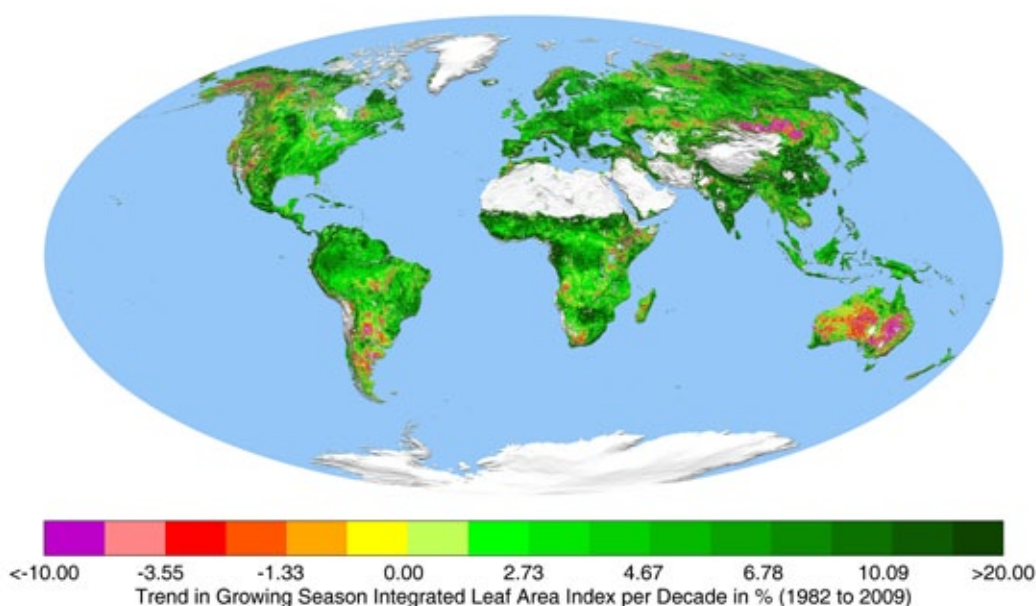 <-10.00 -3.55 -1.33 0.00 2.73 4.67 6.78 10.09 >20.00
Trend in Growing Season Integrated Leaf Area Index per Decade in % (1982 to 2009)